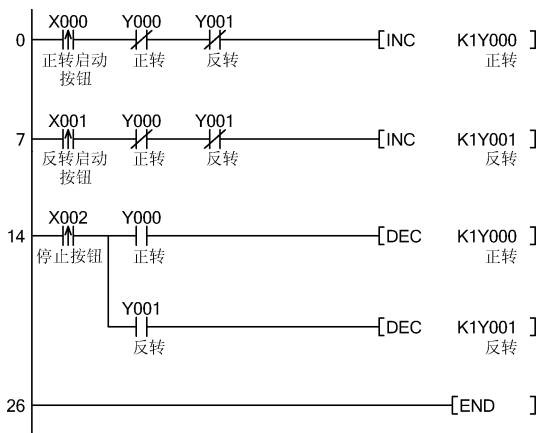 X000 Y000 Y001
0 [INC K1Y000 ]
正转启动 正转 反转 正转
按钮
X001 Y000 Y001
7 [INC K1Y001 ]
反转启动 正转 反转 反转
按钮
X002 Y000
14 [DEC K1Y000 ]
停止按钮 正转 正转
Y001
[DEC K1Y001 ]
反转 反转
26 [END ]